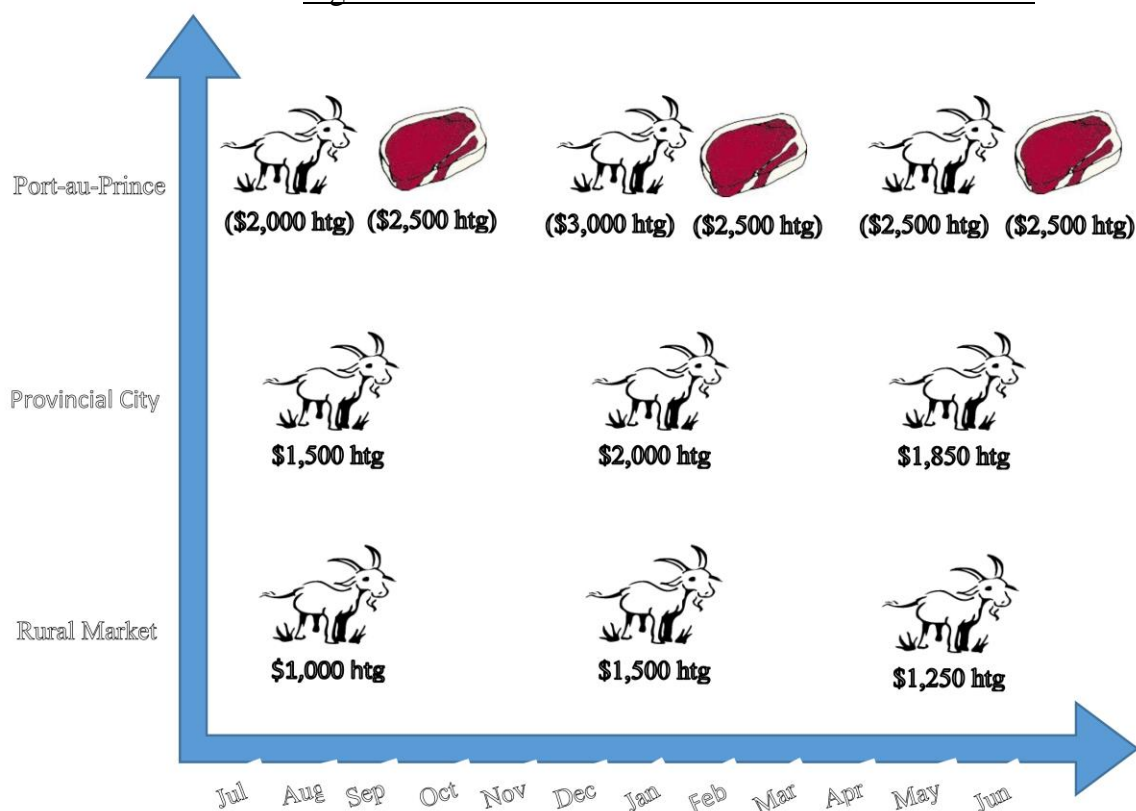 Port-au-Prince
($2,000 htg) ($2,500 htg) ($3,000 htg) ($2,500 htg) ($2,500 htg) ($2,500 htg)
Provincial City
$1,500 htg $2,000 htg $1,850 htg
Rural Market
$1,000 htg $1,500 htg $1,250 htg
Jul Aug Sep Oct Nov Dec Jan Feb Mar Apr May Jun